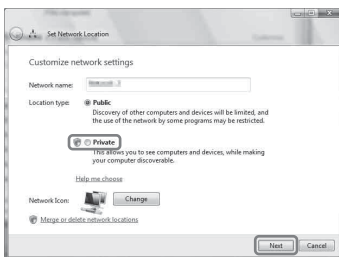 Set Network Location
Customize network settings
Network name:
Location type: Public
Discovery of other computers and devices will be limited, and
the use of the network by some programs may be restricted.
Private
This allows you to see computers and devices, while making
your computer discoverable.
Help me choose
Network Icon: Change
Merge or delete network locations
Next Cancel